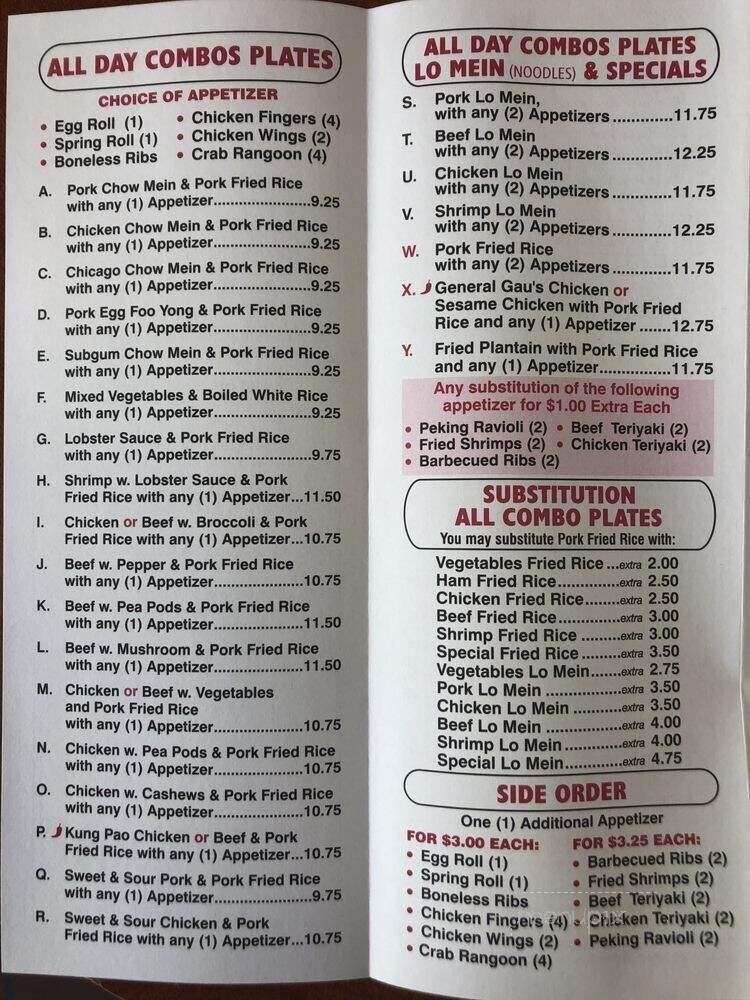 ALL DAY COMBOS PLATES
CHOICE OF APPETIZER
• Egg Roll (1)
• Spring Roll (1)
• Boneless Ribs
• Chicken Fingers (4)
• Chicken Wings (2)
• Crab Rangoon (4)
A. Pork Chow Mein & Pork Fried Rice
with any (1) Appetizer........................9.25
B. Chicken Chow Mein & Pork Fried Rice
with any (1) Appetizer........................9.25
C. Chicago Chow Mein & Pork Fried Rice
with any (1) Appetizer........................9.25
D. Pork Egg Foo Yong & Pork Fried Rice
with any (1) Appetizer........................9.25
E. Subgum Chow Mein & Pork Fried Rice
with any (1) Appetizer........................9.25
F. Mixed Vegetables & Boiled White Rice
with any (1) Appetizer........................9.25
G. Lobster Sauce & Pork Fried Rice
with any (1) Appetizer........................9.75
H. Shrimp w. Lobster Sauce & Pork
Fried Rice with any (1) Appetizer...11.50
I. Chicken or Beef w. Broccoli & Pork
Fried Rice with any (1) Appetizer...10.75
J. Beef w. Pepper & Pork Fried Rice
with any (1) Appetizer......................10.75
K. Beef w. Pea Pods & Pork Fried Rice
with any (1) Appetizer......................11.50
L. Beef w. Mushroom & Pork Fried Rice
with any (1) Appetizer......................11.50
M. Chicken or Beef w. Vegetables
and Pork Fried Rice
with any (1) Appetizer......................10.75
N. Chicken w. Pea Pods & Pork Fried Rice
with any (1) Appetizer......................10.75
O. Chicken w. Cashews & Pork Fried Rice
with any (1) Appetizer......................10.75
P. Kung Pao Chicken or Beef & Pork
Fried Rice with any (1) Appetizer...10.75
Q. Sweet & Sour Pork & Pork Fried Rice
with any (1) Appetizer........................9.75
R. Sweet & Sour Chicken & Pork
Fried Rice with any (1) Appetizer...10.75
ALL DAY COMBOS PLATES
LO MEIN (NOODLES) & SPECIALS
S. Pork Lo Mein,
with any (2) Appetizers.............11.75
T. Beef Lo Mein
with any (2) Appetizers.............12.25
U. Chicken Lo Mein
with any (2) Appetizers.............11.75
V. Shrimp Lo Mein
with any (2) Appetizers.............12.25
W. Pork Fried Rice
with any (2) Appetizers.............11.75
X. General Gau's Chicken or
Sesame Chicken with Pork Fried
Rice and any (1) Appetizer.......12.75
Y. Fried Plantain with Pork Fried Rice
and any (1) Appetizer...............11.75
Any substitution of the following
appetizer for $1.00 Extra Each
• Peking Ravioli (2)
• Fried Shrimps (2)
• Barbecued Ribs (2)
• Beef Teriyaki (2)
• Chicken Teriyaki (2)
SUBSTITUTION
ALL COMBO PLATES
You may substitute Pork Fried Rice with:
Vegetables Fried Rice...extra 2.00
Ham Fried Rice.............extra 2.50
Chicken Fried Rice........extra 2.50
Beef Fried Rice.............extra 3.00
Shrimp Fried Rice.........extra 3.00
Special Fried Rice.........extra 3.50
Vegetables Lo Mein.......extra 2.75
Pork Lo Mein................extra 3.50
Chicken Lo Mein...........extra 3.50
Beef Lo Mein................extra 4.00
Shrimp Lo Mein............extra 4.00
Special Lo Mein............extra 4.75
SIDE ORDER
One (1) Additional Appetizer
FOR $3.00 EACH:
• Egg Roll (1)
• Spring Roll (1)
• Boneless Ribs
• Chicken Fingers (4)
• Chicken Wings (2)
• Crab Rangoon (4)
FOR $3.25 EACH:
• Barbecued Ribs (2)
• Fried Shrimps (2)
• Beef Teriyaki (2)
• Chicken Teriyaki (2)
• Peking Ravioli (2)